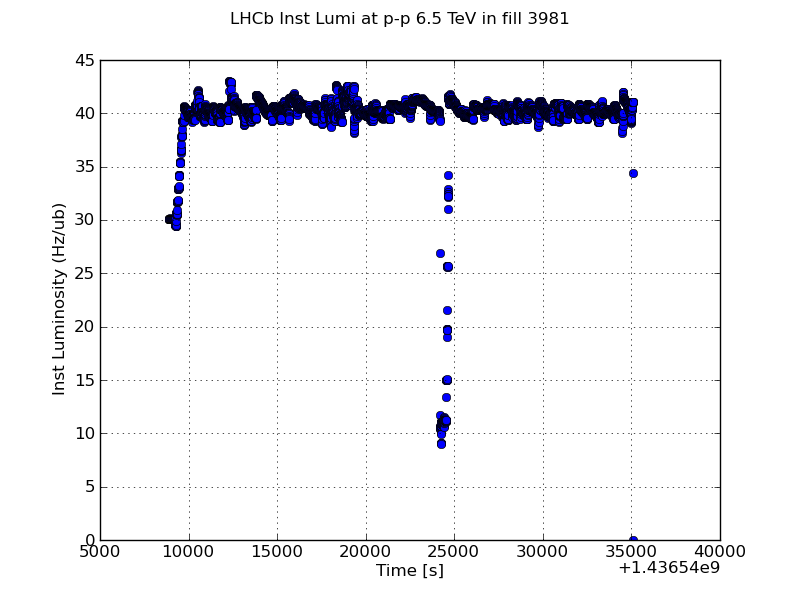 LHCb Inst Lumi at p-p 6.5 TeV in fill 3981
45
40
35
30
25
20
15
10
5
0
Inst Luminosity (Hz/ub)
5000 10000 15000 20000 25000 30000 35000 40000
Time [s]
+1.43654e9